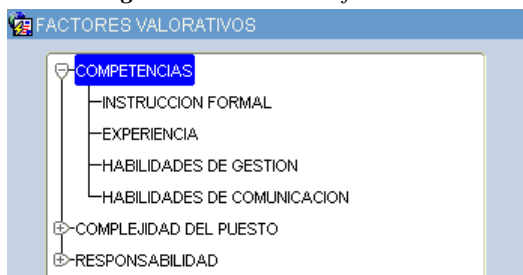 FACTORES VALORATIVOS
COMPETENCIAS
INSTRUCCION FORMAL
EXPERIENCIA
HABILIDADES DE GESTION
HABILIDADES DE COMUNICACION
COMPLEJIDAD DEL PUESTO
RESPONSABILIDAD